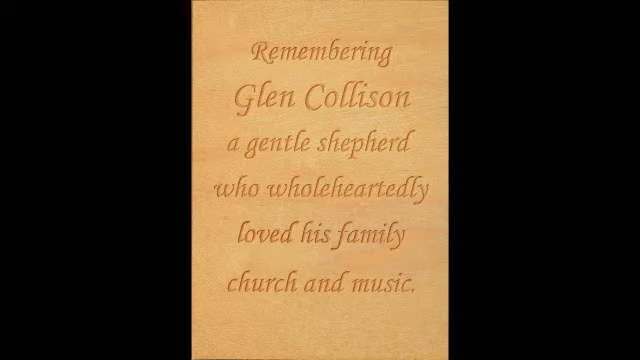 Remembering
Glen Collison
a gentle shepherd
who wholeheartedly
loved his family
church and music.